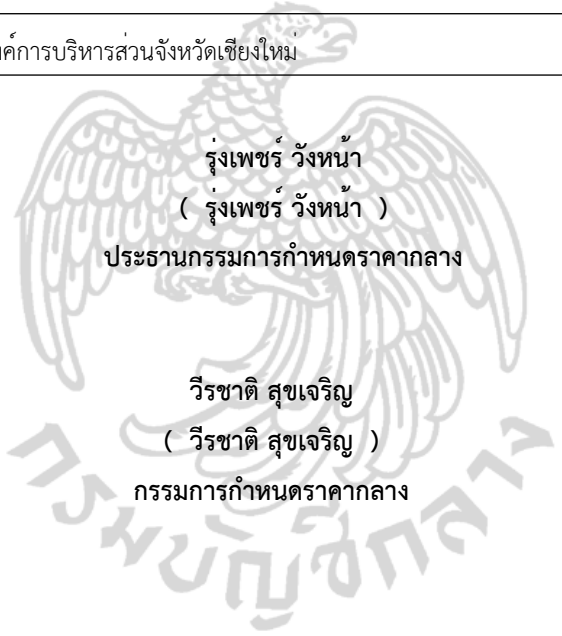 องค์การบริหารส่วนจังหวัดเชียงใหม่
รุ่งเพชร์ วังหน้า
( รุ่งเพชร์ วังหน้า )
ประธานกรรมการกำหนดราคากลาง
วีรชาติ สุขเจริญ
( วีรชาติ สุขเจริญ )
กรรมการกำหนดราคากลาง
กรมบัญชีกลาง